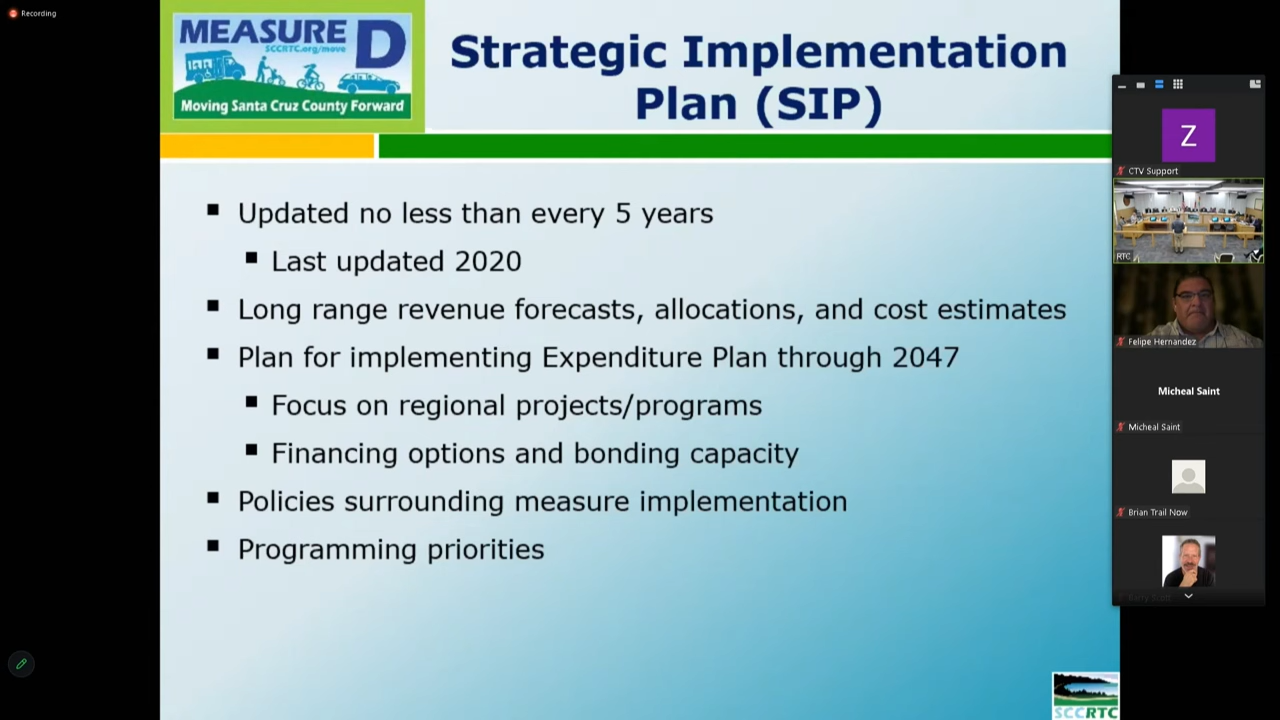 Recording
MEASURE D
SCCRTC.org/move
Moving Santa Cruz County Forward
Strategic Implementation
Plan (SIP)
Updated no less than every 5 years
Last updated 2020
Long range revenue forecasts, allocations, and cost estimates
Plan for implementing Expenditure Plan through 2047
Focus on regional projects/programs
Financing options and bonding capacity
Policies surrounding measure implementation
Programming priorities
SCCRTC
Z
CTV Support
RTC
Felipe Hernandez
Micheal Saint
Micheal Saint
Brian Trail Now